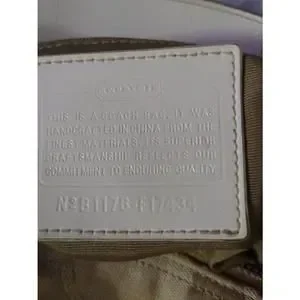 COACH
THIS IS A COACH BAG. IT WAS
HANDCRAFTED IN CHINA FROM THE
FINEST MATERIALS. ITS SUPERIOR
CRAFTSMANSHIP REFLECTS OUR
COMMITMENT TO ENDURING QUALITY